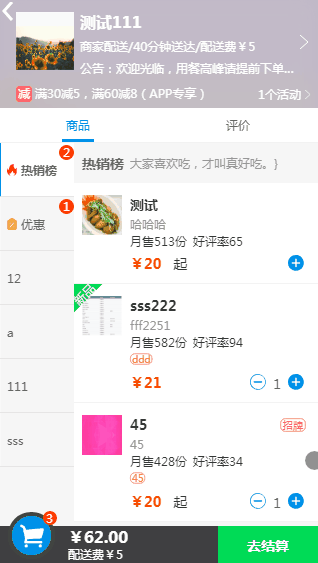 测试111
商家配送/40分钟送达/配送费¥5
公告：欢迎光临，用餐高峰请提前下单...
减 满30减5，满60减8（APP专享） 1个活动
商品 评价
热销榜 2
优惠 1
12
a
111
sss
热销榜 大家喜欢吃，才叫真好吃。}
测试
哈哈哈
月售513份 好评率65
¥20 起
新品
sss222
fff2251
月售582份 好评率94
ddd
¥21 1
45 招牌
45
月售428份 好评率34
45
¥20 起 1
3
¥62.00
配送费¥5
去结算